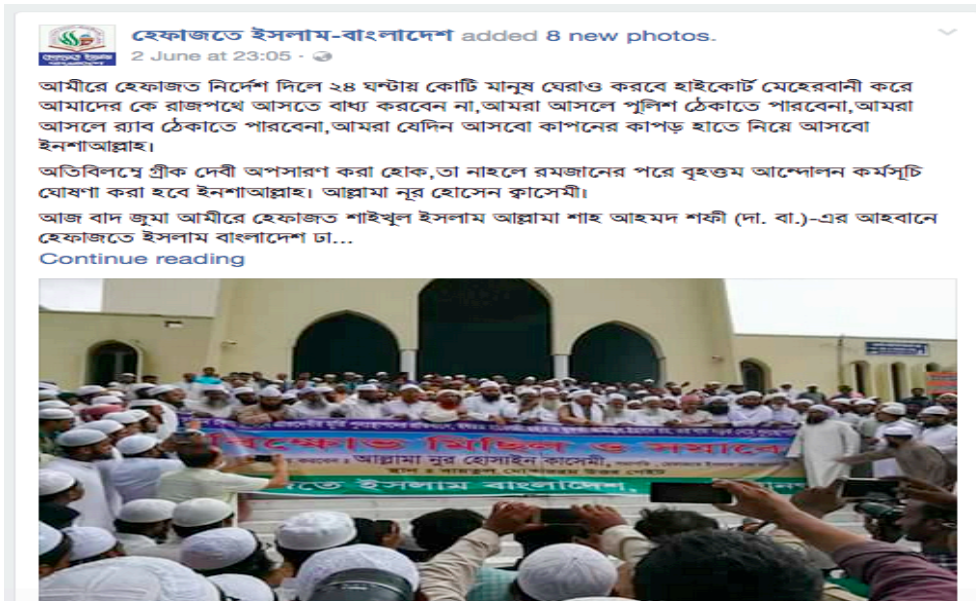 হেফাজতে ইসলাম-বাংলাদেশ added 8 new photos.
2 June at 23:05
আমীরে হেফাজত নির্দেশ দিলে ২৪ ঘন্টায় কোটি মানুষ ঘেরাও করবে হাইকোর্ট মেহেরবানী করে
আমাদের কে রাজপথে আসতে বাধ্য করবেন না,আমরা আসলে পুলিশ ঠেকাতে পারবেনা,আমরা
আসলে র‍্যাব ঠেকাতে পারবেনা,আমরা যেদিন আসবো কাপনের কাপড় হাতে নিয়ে আসবো
ইনশাআল্লাহ।
অতিবিলম্বে গ্রীক দেবী অপসারণ করা হোক,তা নাহলে রমজানের পরে বৃহত্তম আন্দোলন কর্মসূচি
ঘোষণা করা হবে ইনশাআল্লাহ। আল্লামা নূর হোসেন ক্বাসেমী।
আজ বাদ জুমা আমীরে হেফাজত শাইখুল ইসলাম আল্লামা শাহ আহমদ শফী (দা. বা.)-এর আহবানে
হেফাজতে ইসলাম বাংলাদেশ ঢা...
Continue reading
বিক্ষোভ মিছিল ও সমাবে
আল্লামা নূর হোসাইন কাসেমী,
জতে ইসলাম বাংলাদেশ,